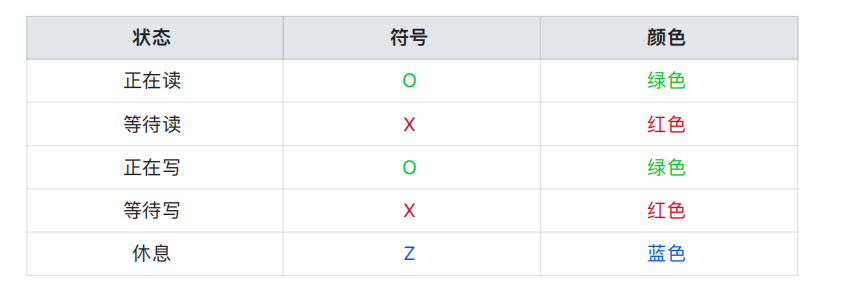 状态 符号 颜色
正在读 O 绿色
等待读 X 红色
正在写 O 绿色
等待写 X 红色
休息 Z 蓝色